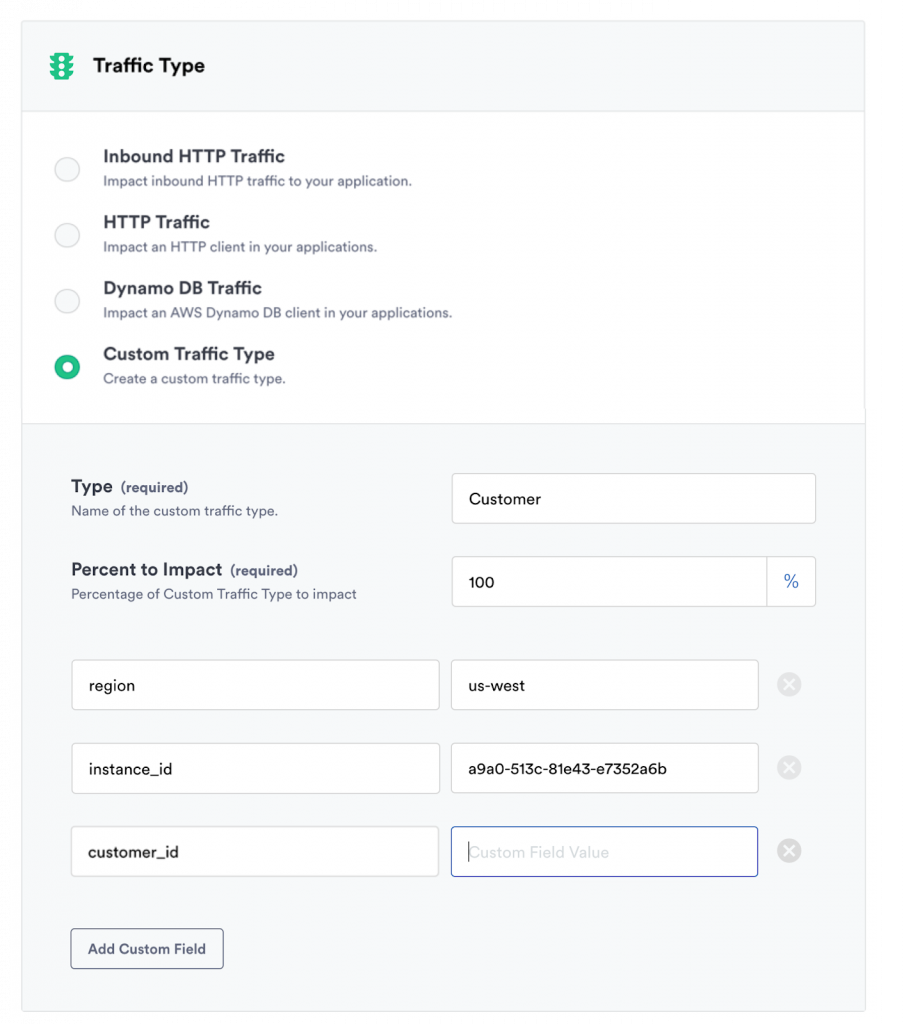 Traffic Type
Inbound HTTP Traffic
Impact inbound HTTP traffic to your application.
HTTP Traffic
Impact an HTTP client in your applications.
Dynamo DB Traffic
Impact an AWS Dynamo DB client in your applications.
Custom Traffic Type
Create a custom traffic type.
Type (required)
Name of the custom traffic type.
Customer
Percent to Impact (required)
Percentage of Custom Traffic Type to impact
100 %
region us-west
instance_id a9a0-513c-81e43-e7352a6b
customer_id Custom Field Value
Add Custom Field